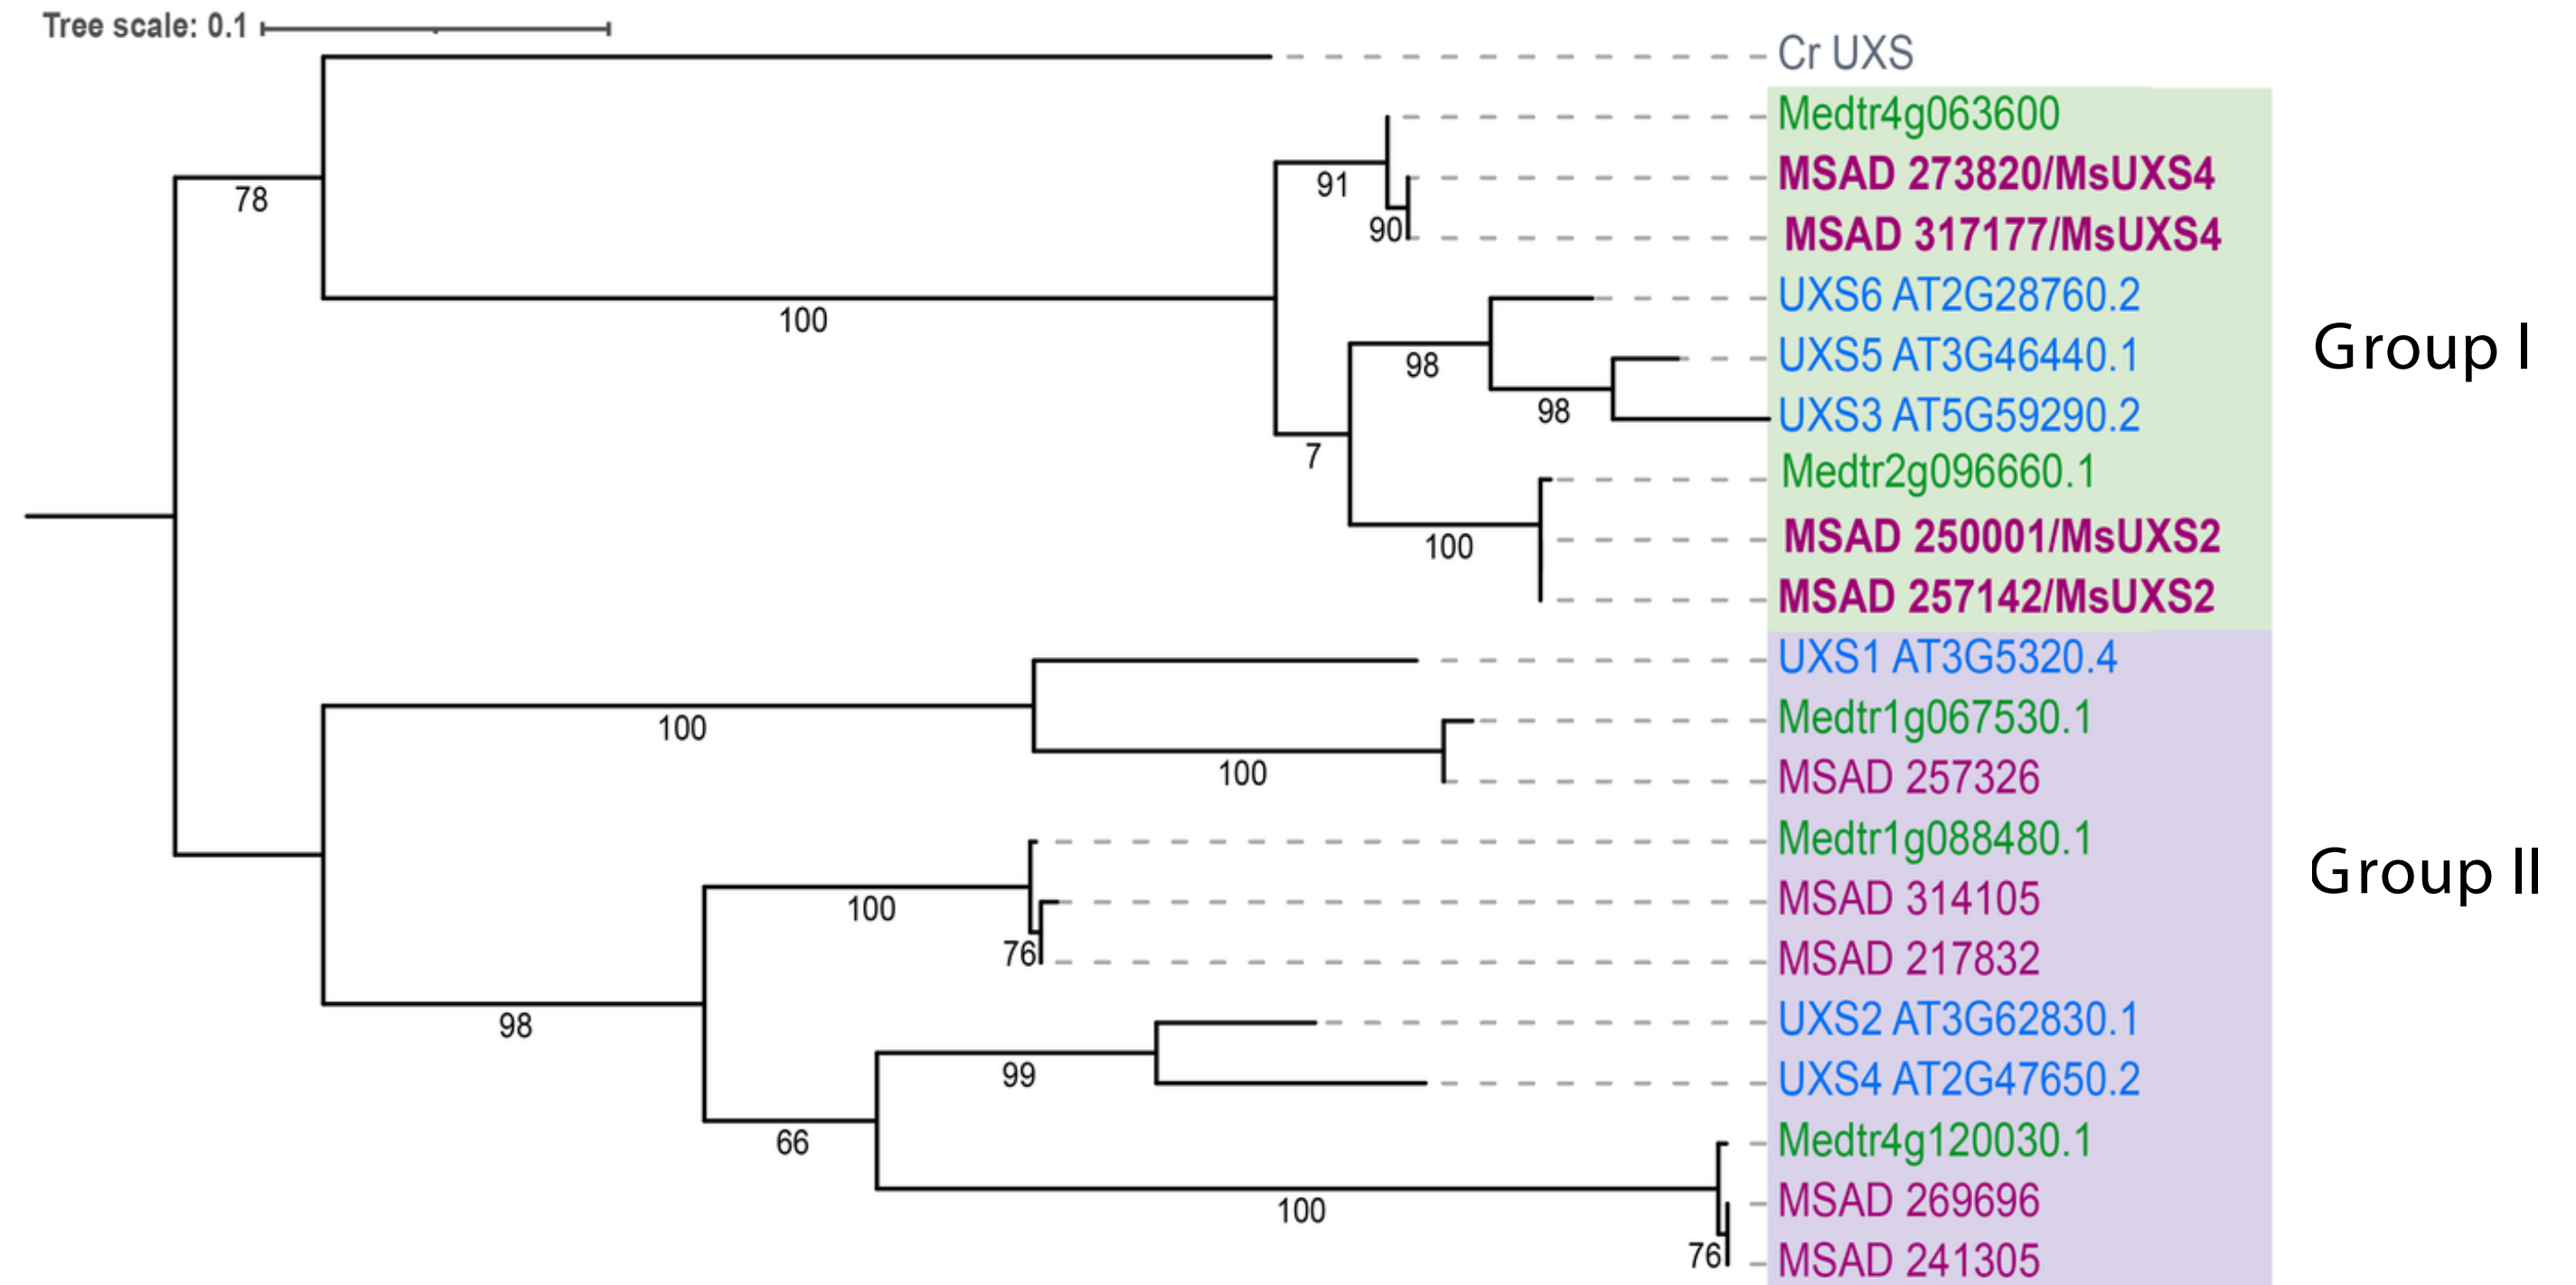 Tree scale: 0.1
Cr UXS
Medtr4g063600
MSAD 273820/MsUXS4
78
91
90
MSAD 317177/MsUXS4
UXS6 AT2G28760.2
100
Group I
UXS5 AT3G46440.1
98
98
UXS3 AT5G59290.2
7
Medtr2g096660.1
100
MSAD 250001/MsUXS2
MSAD 257142/MsUXS2
UXS1 AT3G5320.4
100
Medtr1g067530.1
100
MSAD 257326
Medtr1g088480.1
Group II
100
MSAD 314105
76
MSAD 217832
98
UXS2 AT3G62830.1
99
UXS4 AT2G47650.2
66
Medtr4g120030.1
100
MSAD 269696
76
MSAD 241305